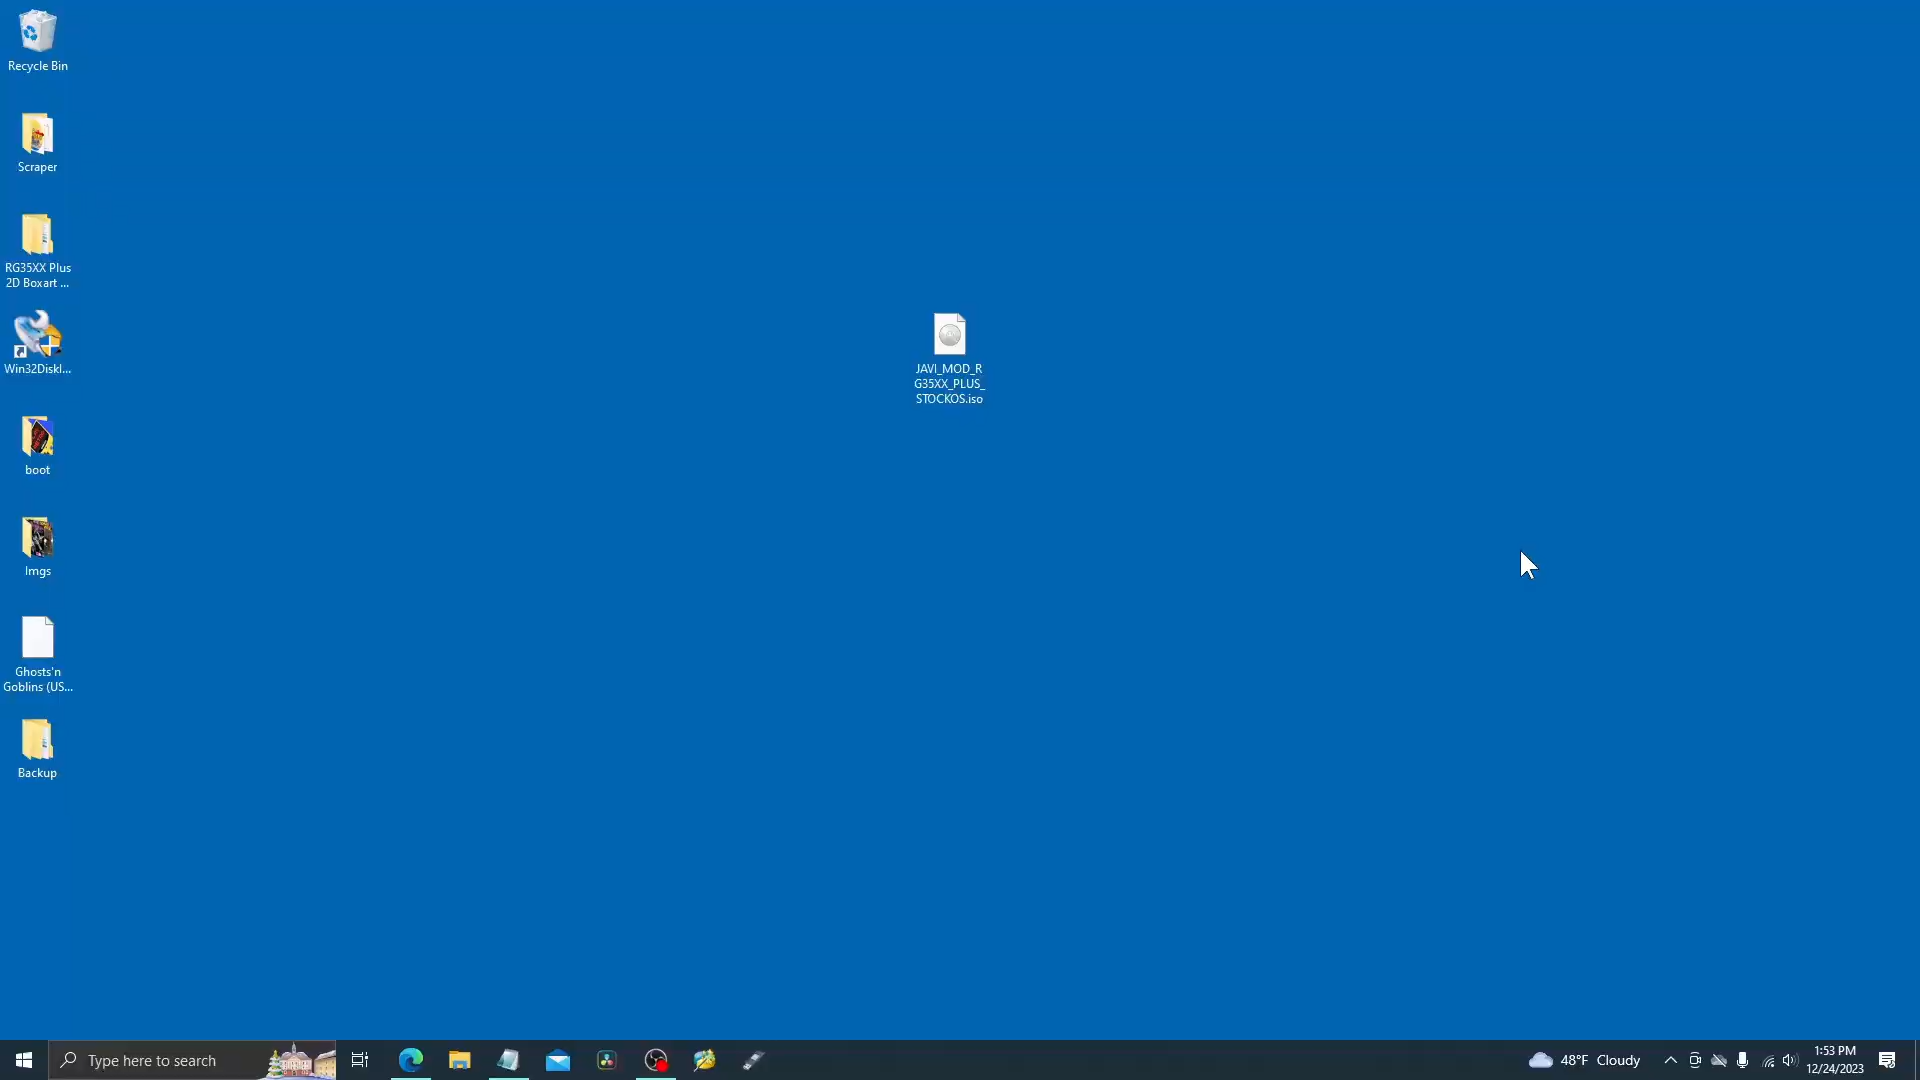 Recycle Bin
Scraper
RG35XX Plus
2D Boxart ...
Win32DiskI...
boot
Imgs
Ghosts'n
Goblins (US...
Backup
JAVI_MOD_R
G35XX_PLUS_
STOCKOS.iso
Type here to search
48°F Cloudy
1:53 PM
12/24/2023